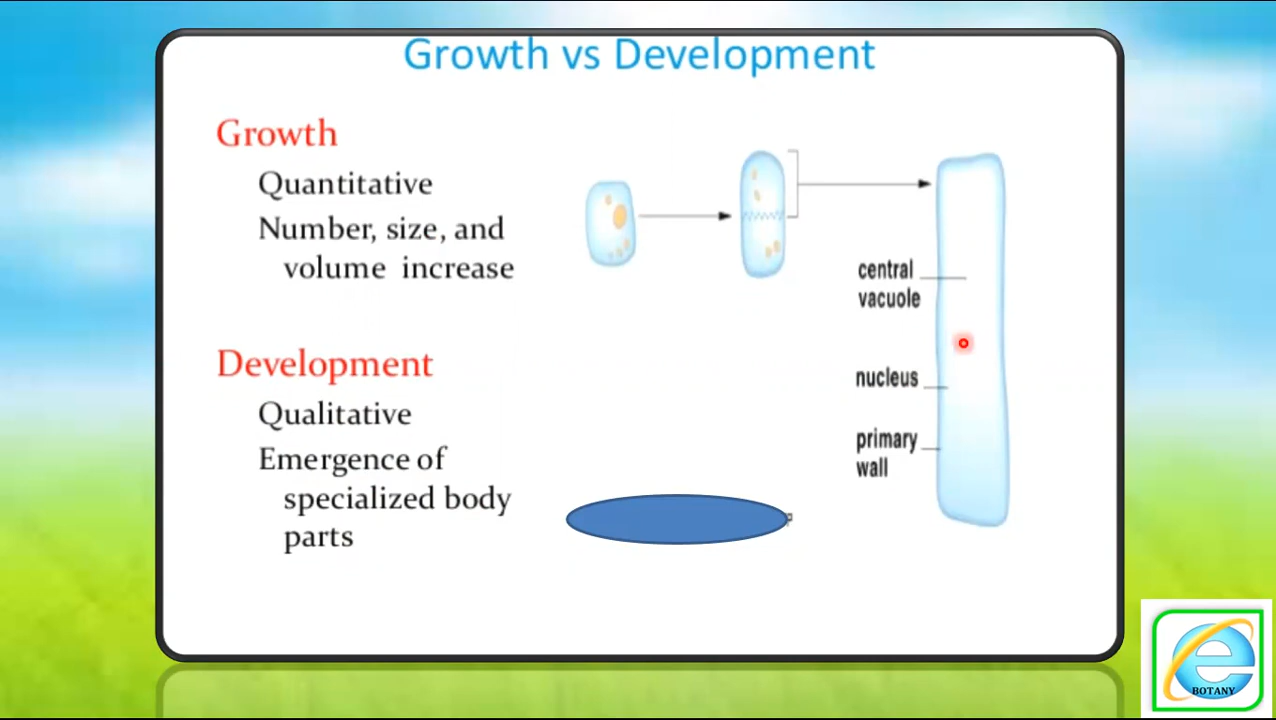 Growth vs Development
Growth
Quantitative
Number, size, and
volume increase
Development
Qualitative
Emergence of
specialized body
parts
central
vacuole
nucleus
primary
wall
e
BOTANY